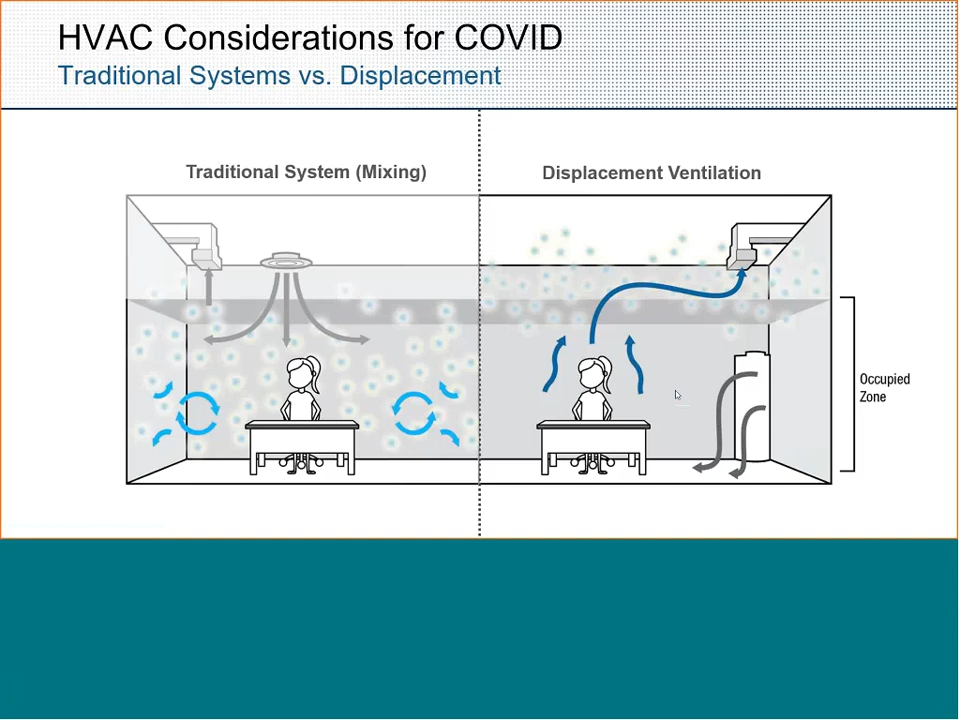 HVAC Considerations for COVID
Traditional Systems vs. Displacement
Traditional System (Mixing)
Displacement Ventilation
Occupied
Zone